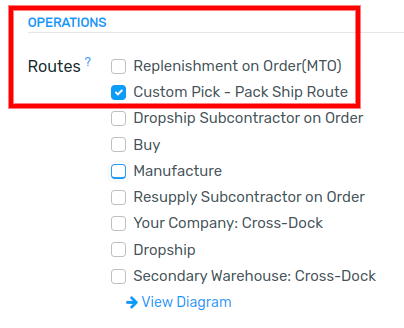 OPERATIONS
Routes ? Replenishment on Order(MTO)
Custom Pick - Pack Ship Route
Dropship Subcontractor on Order
Buy
Manufacture
Resupply Subcontractor on Order
Your Company: Cross-Dock
Dropship
Secondary Warehouse: Cross-Dock
View Diagram